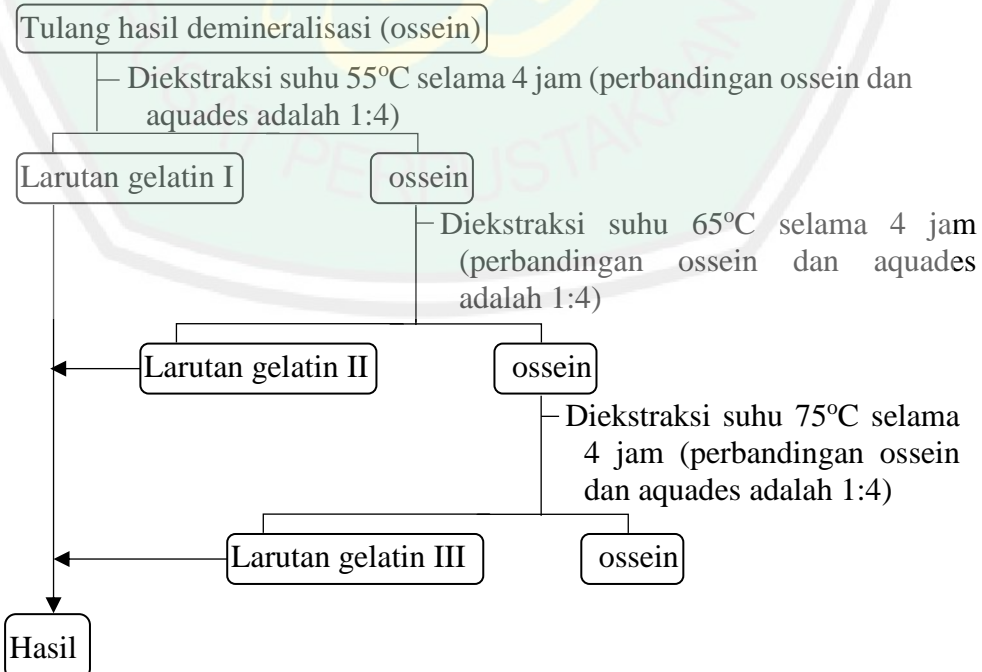 Tulang hasil demineralisasi (ossein)
Diekstraksi suhu 55°C selama 4 jam (perbandingan ossein dan
aquades adalah 1:4)
Larutan gelatin I
ossein
Diekstraksi suhu 65°C selama 4 jam
(perbandingan ossein dan aquades
adalah 1:4)
Larutan gelatin II
ossein
Diekstraksi suhu 75°C selama
4 jam (perbandingan ossein
dan aquades adalah 1:4)
Larutan gelatin III
ossein
Hasil